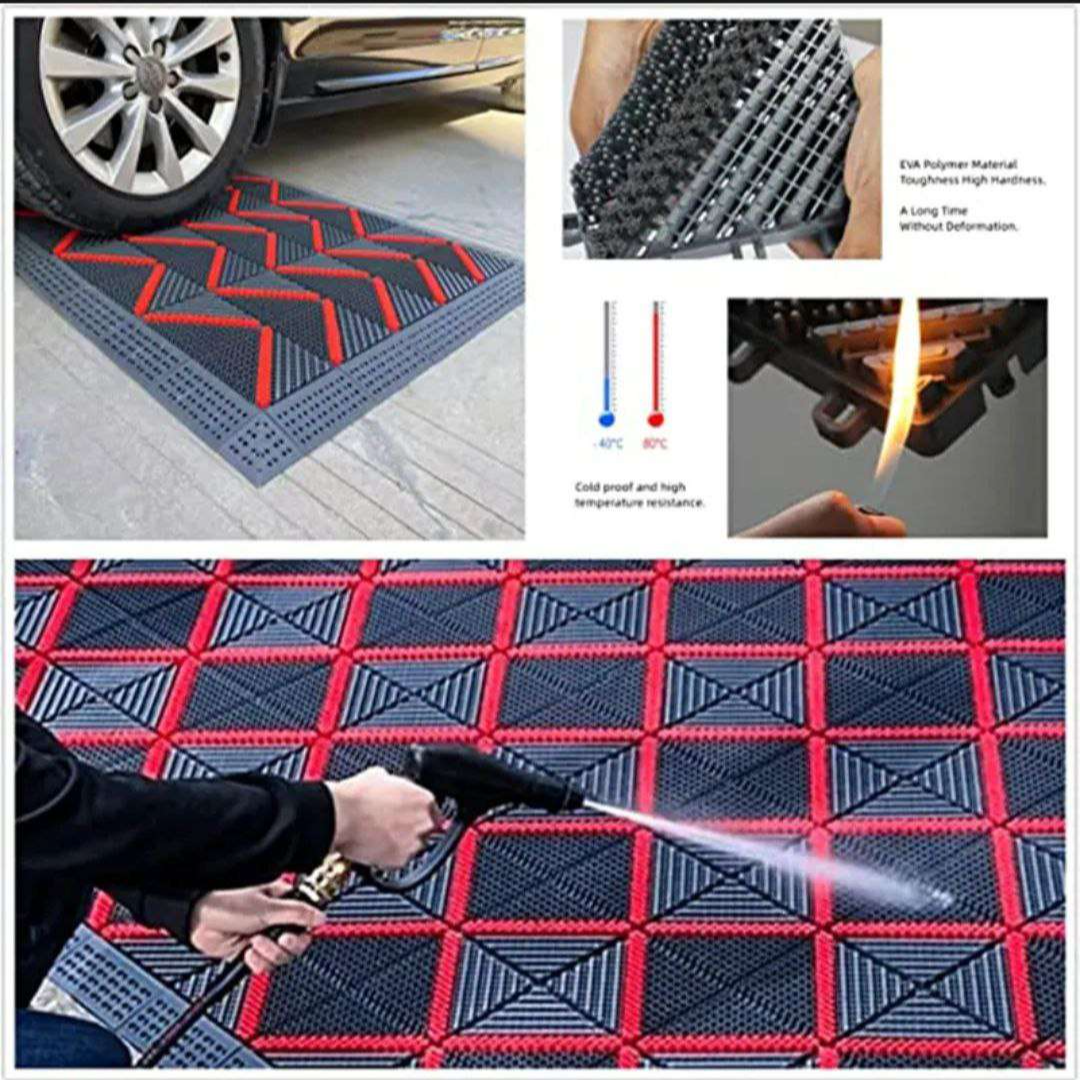 EVA Polymer Material
Toughness High Hardness.
A Long Time
Without Deformation.
-40°C
80°C
Cold proof and high
temperature resistance.